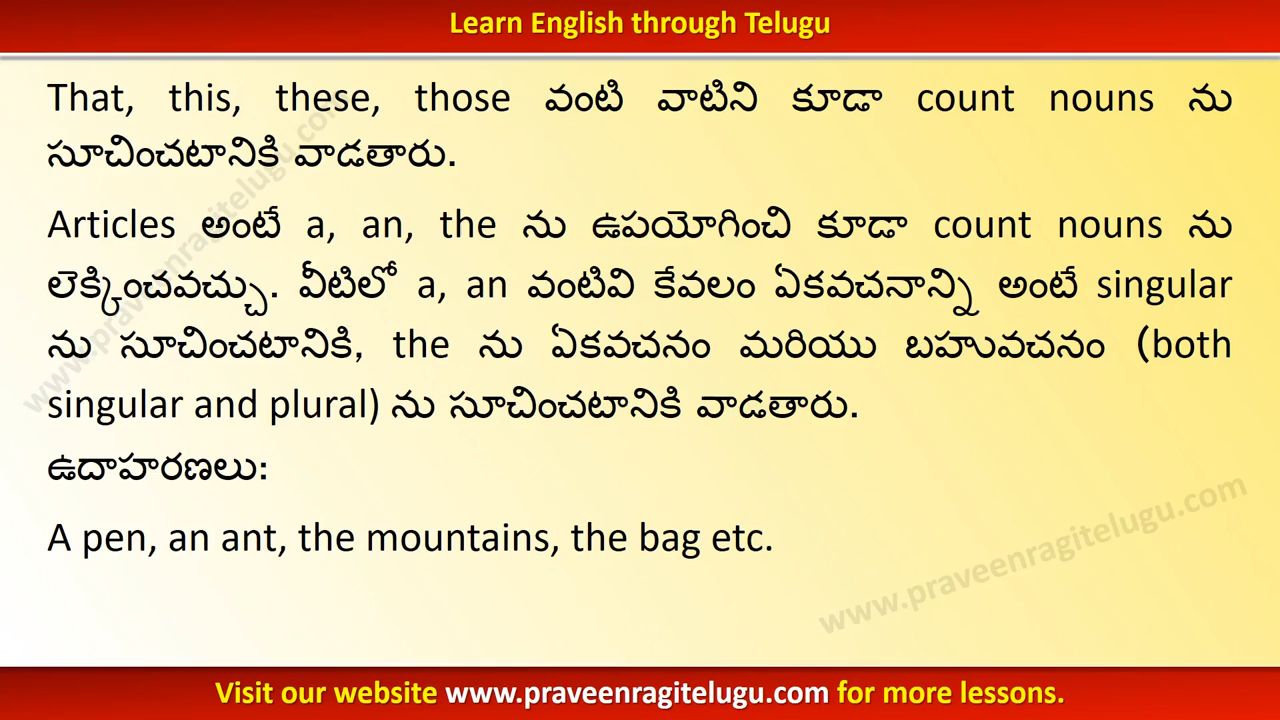 Learn English through Telugu
That, this, these, those వంటి వాటిని కూడా count nouns ను
సూచించటానికి వాడతారు.
Articles అంటే a, an, the ను ఉపయోగించి కూడా count nouns ను
లెక్కించవచ్చు. వీటిలో a, an వంటివి కేవలం ఏకవచనాన్ని అంటే singular
ను సూచించటానికి, the ను ఏకవచనం మరియు బహువచనం (both
singular and plural) ను సూచించటానికి వాడతారు.
ఉదాహరణలు:
A pen, an ant, the mountains, the bag etc.
www.praveenragitelugu.com
www.praveenragitelugu.com
Visit our website www.praveenragitelugu.com for more lessons.